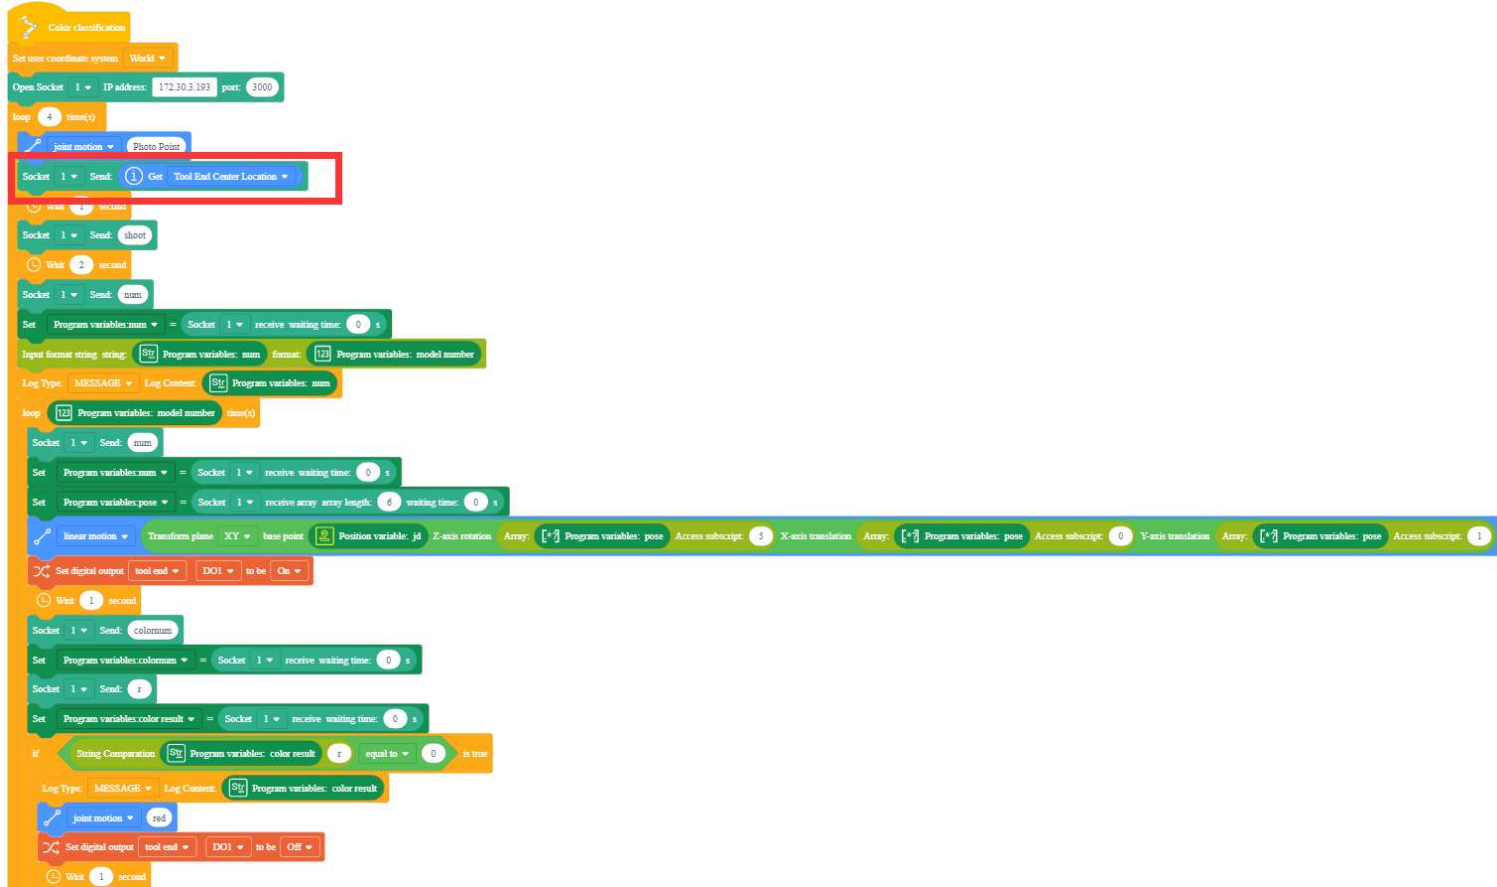 Color classification
Set user coordinate system World
Open Socket 1 IP address: 172.30.3.193 port: 3000
loop 4 time(s)
joint motion Photo Point
Socket 1 Send: Get Tool End Center Location
Wait 1 second
Socket 1 Send: shoot
Wait 2 second
Socket 1 Send: num
Set Program variables:num = Socket 1 receive waiting time: 0 s
Input format string string: Str Program variables: num format: 123 Program variables: model number
Log Type: MESSAGE Log Content: Str Program variables: num
loop 123 Program variables: model number time(s)
Socket 1 Send: num
Set Program variables:num = Socket 1 receive waiting time: 0 s
Set Program variables:pose = Socket 1 receive array array length: 6 waiting time: 0 s
linear motion Transform plane XY base point Position variable: jd Z-axis rotation Array: [*?] Program variables: pose Access subscript: 5 X-axis translation Array: [*?] Program variables: pose Access subscript: 0 Y-axis translation Array: [*?] Program variables: pose Access subscript: 1
Set digital output tool end DO1 to be On
Wait 1 second
Socket 1 Send: colornum
Set Program variables:colornum = Socket 1 receive waiting time: 0 s
Socket 1 Send: r
Set Program variables:color result = Socket 1 receive waiting time: 0 s
if String Comparation Str Program variables: color result r equal to 0 is true
Log Type: MESSAGE Log Content: Str Program variables: color result
joint motion red
Set digital output tool end DO1 to be Off
Wait 1 second